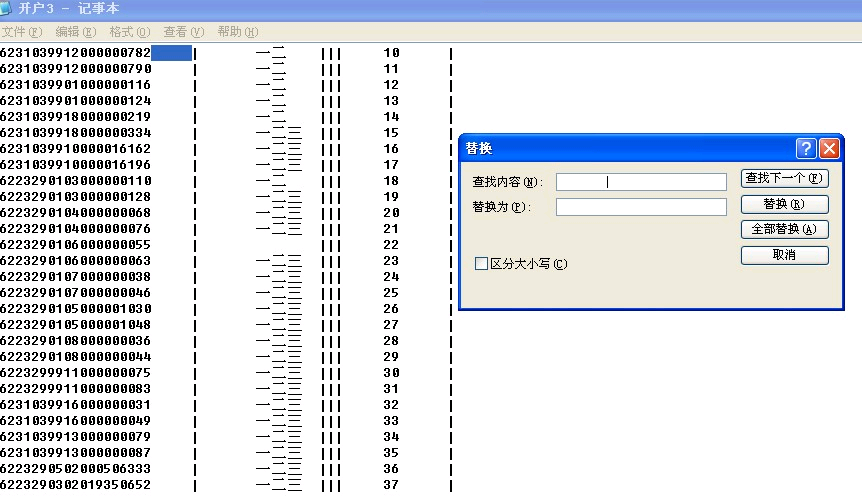 开户3 - 记事本
文件(F) 编辑(E) 格式(O) 查看(V) 帮助(H)
6231039912000000782 | 一二 ||| 10 |
6231039912000000790 | 一二 ||| 11 |
6231039901000000116 | 一二 ||| 12 |
6231039901000000124 | 一二 ||| 13 |
6231039918000000219 | 一二 ||| 14 |
6231039918000000334 | 一二三 ||| 15 |
6231039910000016162 | 一二三 ||| 16 |
6231039910000016196 | 一二三 ||| 17 |
6223290103000000110 | 一二 ||| 18 |
6223290103000000128 | 一二三 ||| 19 |
6223290104000000068 | 一二三 ||| 20 |
6223290104000000076 | 一二三 ||| 21 |
6223290106000000055 | ||| 22 |
6223290106000000063 | 一二三 ||| 23 |
6223290107000000038 | 一二三 ||| 24 |
6223290107000000046 | 一二三 ||| 25 |
6223290105000001030 | 一二三 ||| 26 |
6223290105000001048 | 一二三 ||| 27 |
6223290108000000036 | 一二三 ||| 28 |
6223290108000000044 | 一二三 ||| 29 |
6223299911000000075 | 一二三 ||| 30 |
6223299911000000083 | 一二三 ||| 31 |
6231039916000000031 | 一二三 ||| 32 |
6231039916000000049 | 一二三 ||| 33 |
6231039913000000079 | 一二三 ||| 34 |
6231039913000000087 | 一二三 ||| 35 |
6223290502000506333 | 一二三 ||| 36 |
6223290302019350652 | 一二三 ||| 37 |
替换
查找内容(N):
查找下一个(F)
替换为(P):
替换(R)
全部替换(A)
取消
区分大小写(C)